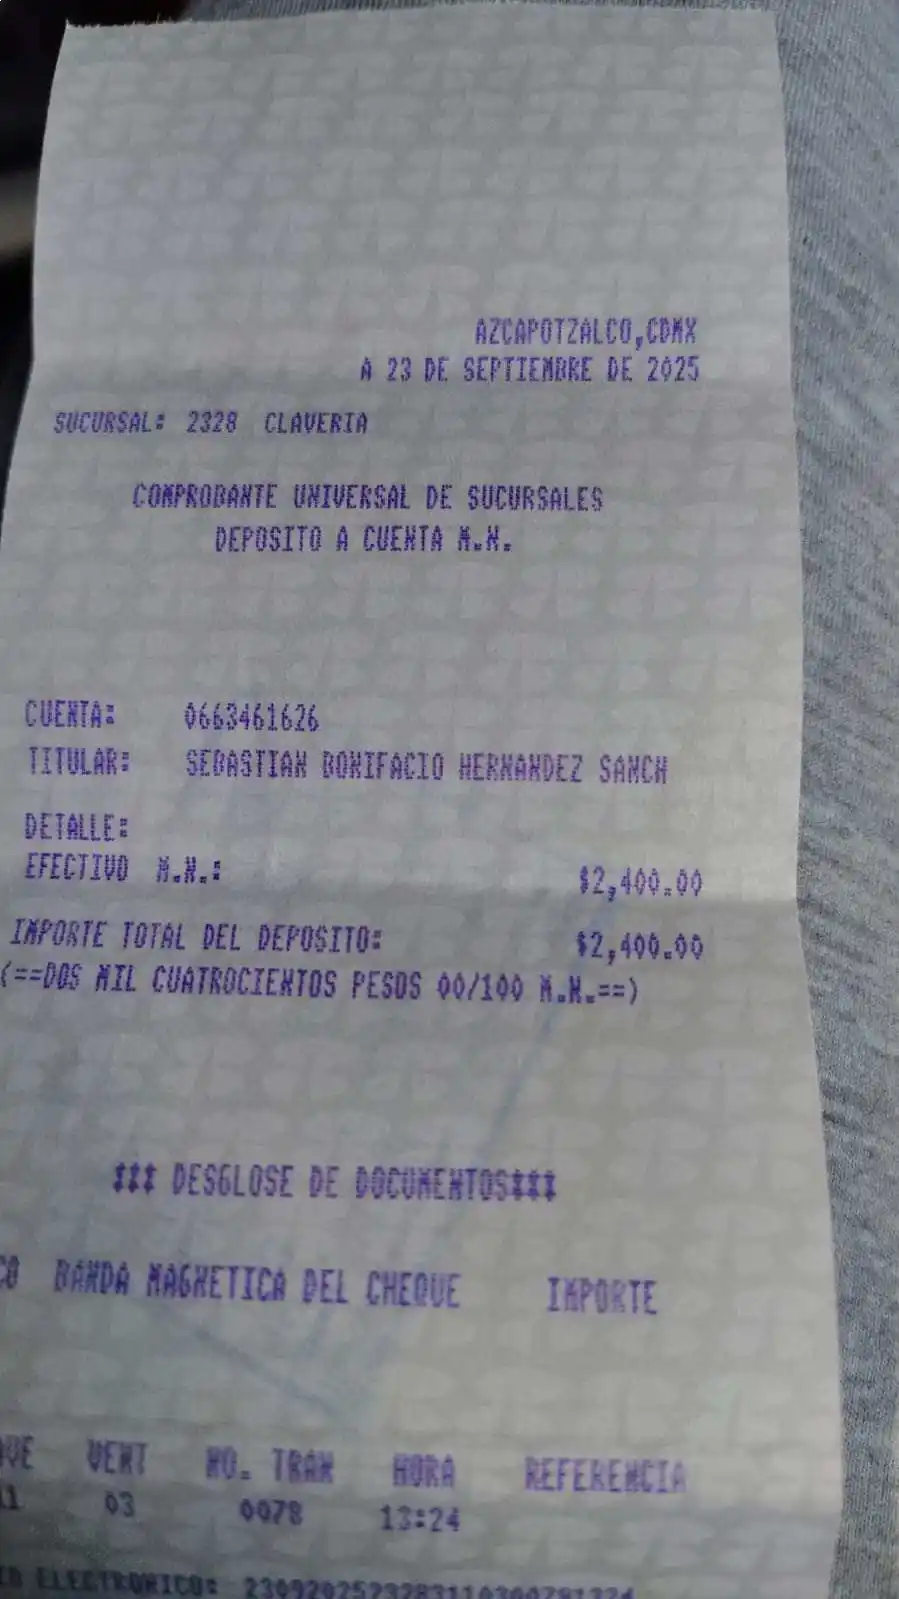 AZCAPOTZALCO,CDMX
A 23 DE SEPTIEMBRE DE 2025
SUCURSAL: 2328 CLAVERIA
COMPROBANTE UNIVERSAL DE SUCURSALES
DEPOSITO A CUENTA M.N.
CUENTA: 0663461626
TITULAR: SEBASTIAN BONIFACIO HERNANDEZ SANCH
DETALLE:
EFECTIVO M.N.: $2,400.00
IMPORTE TOTAL DEL DEPOSITO: $2,400.00
(==DOS MIL CUATROCIENTOS PESOS 00/100 M.N.==)
*** DESGLOSE DE DOCUMENTOS***
BANDA MAGNETICA DEL CHEQUE IMPORTE
VENT NO. TRAN HORA REFERENCIA
03 0078 13:24
ELECTRONICO: